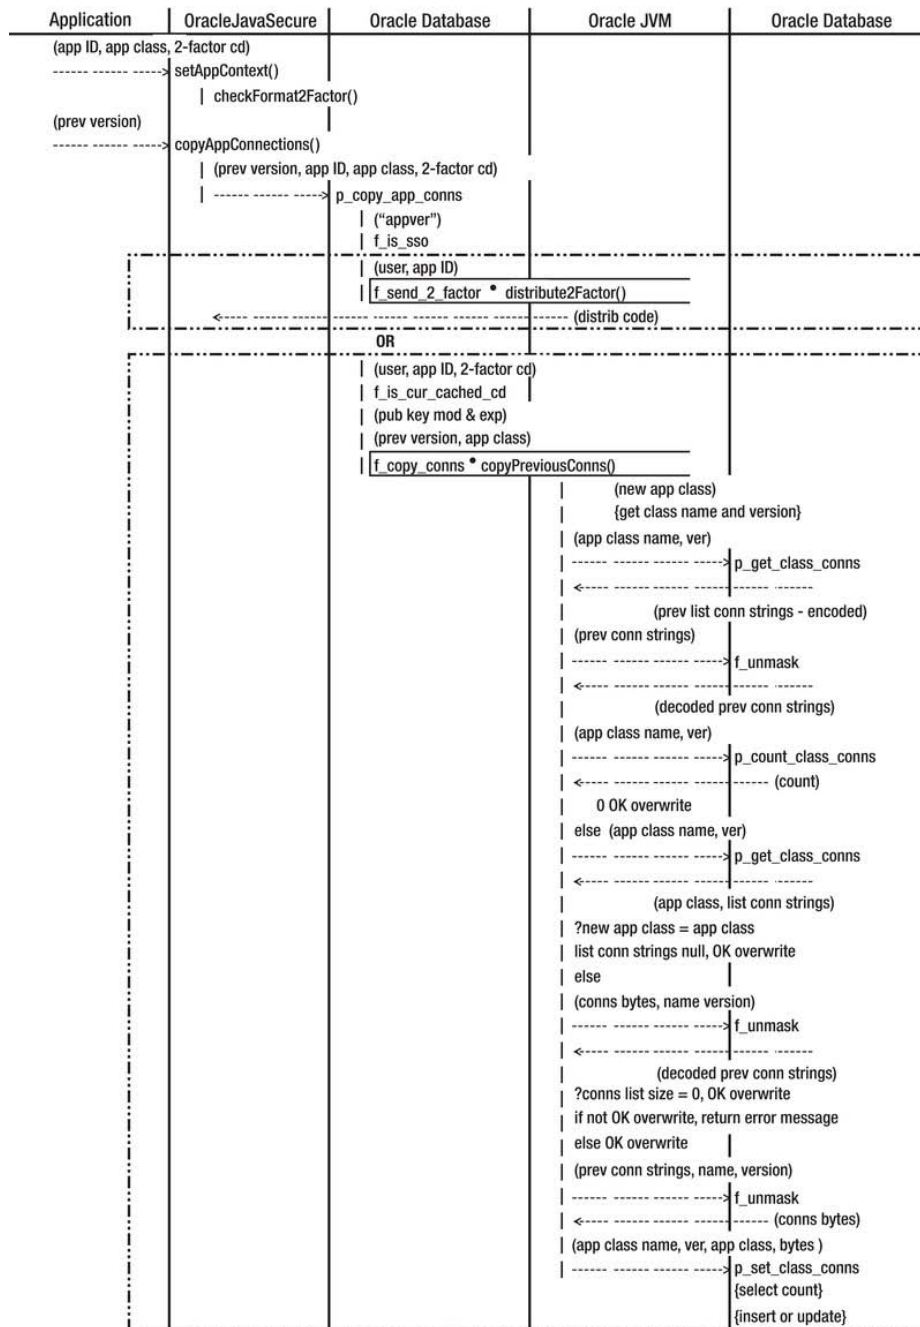 Application OracleJavaSecure Oracle Database Oracle JVM Oracle Database
(app ID, app class, 2-factor cd)
setAppContext()
checkFormat2Factor()
(prev version)
copyAppConnections()
(prev version, app ID, app class, 2-factor cd)
p_copy_app_conns
("appver")
f_is_sso
(user, app ID)
f_send_2_factor • distribute2Factor()
(distrib code)
OR
(user, app ID, 2-factor cd)
f_is_cur_cached_cd
(pub key mod & exp)
(prev version, app class)
f_copy_conns • copyPreviousConns()
(new app class)
{get class name and version}
(app class name, ver)
p_get_class_conns
(prev list conn strings - encoded)
(prev conn strings)
f_unmask
(decoded prev conn strings)
(app class name, ver)
p_count_class_conns
(count)
0 OK overwrite
else (app class name, ver)
p_get_class_conns
(app class, list conn strings)
?new app class = app class
list conn strings null, OK overwrite
else
(conns bytes, name version)
f_unmask
(decoded prev conn strings)
?conns list size = 0, OK overwrite
if not OK overwrite, return error message
else OK overwrite
(prev conn strings, name, version)
f_unmask
(conns bytes)
(app class name, ver, app class, bytes )
p_set_class_conns
{select count}
{insert or update}